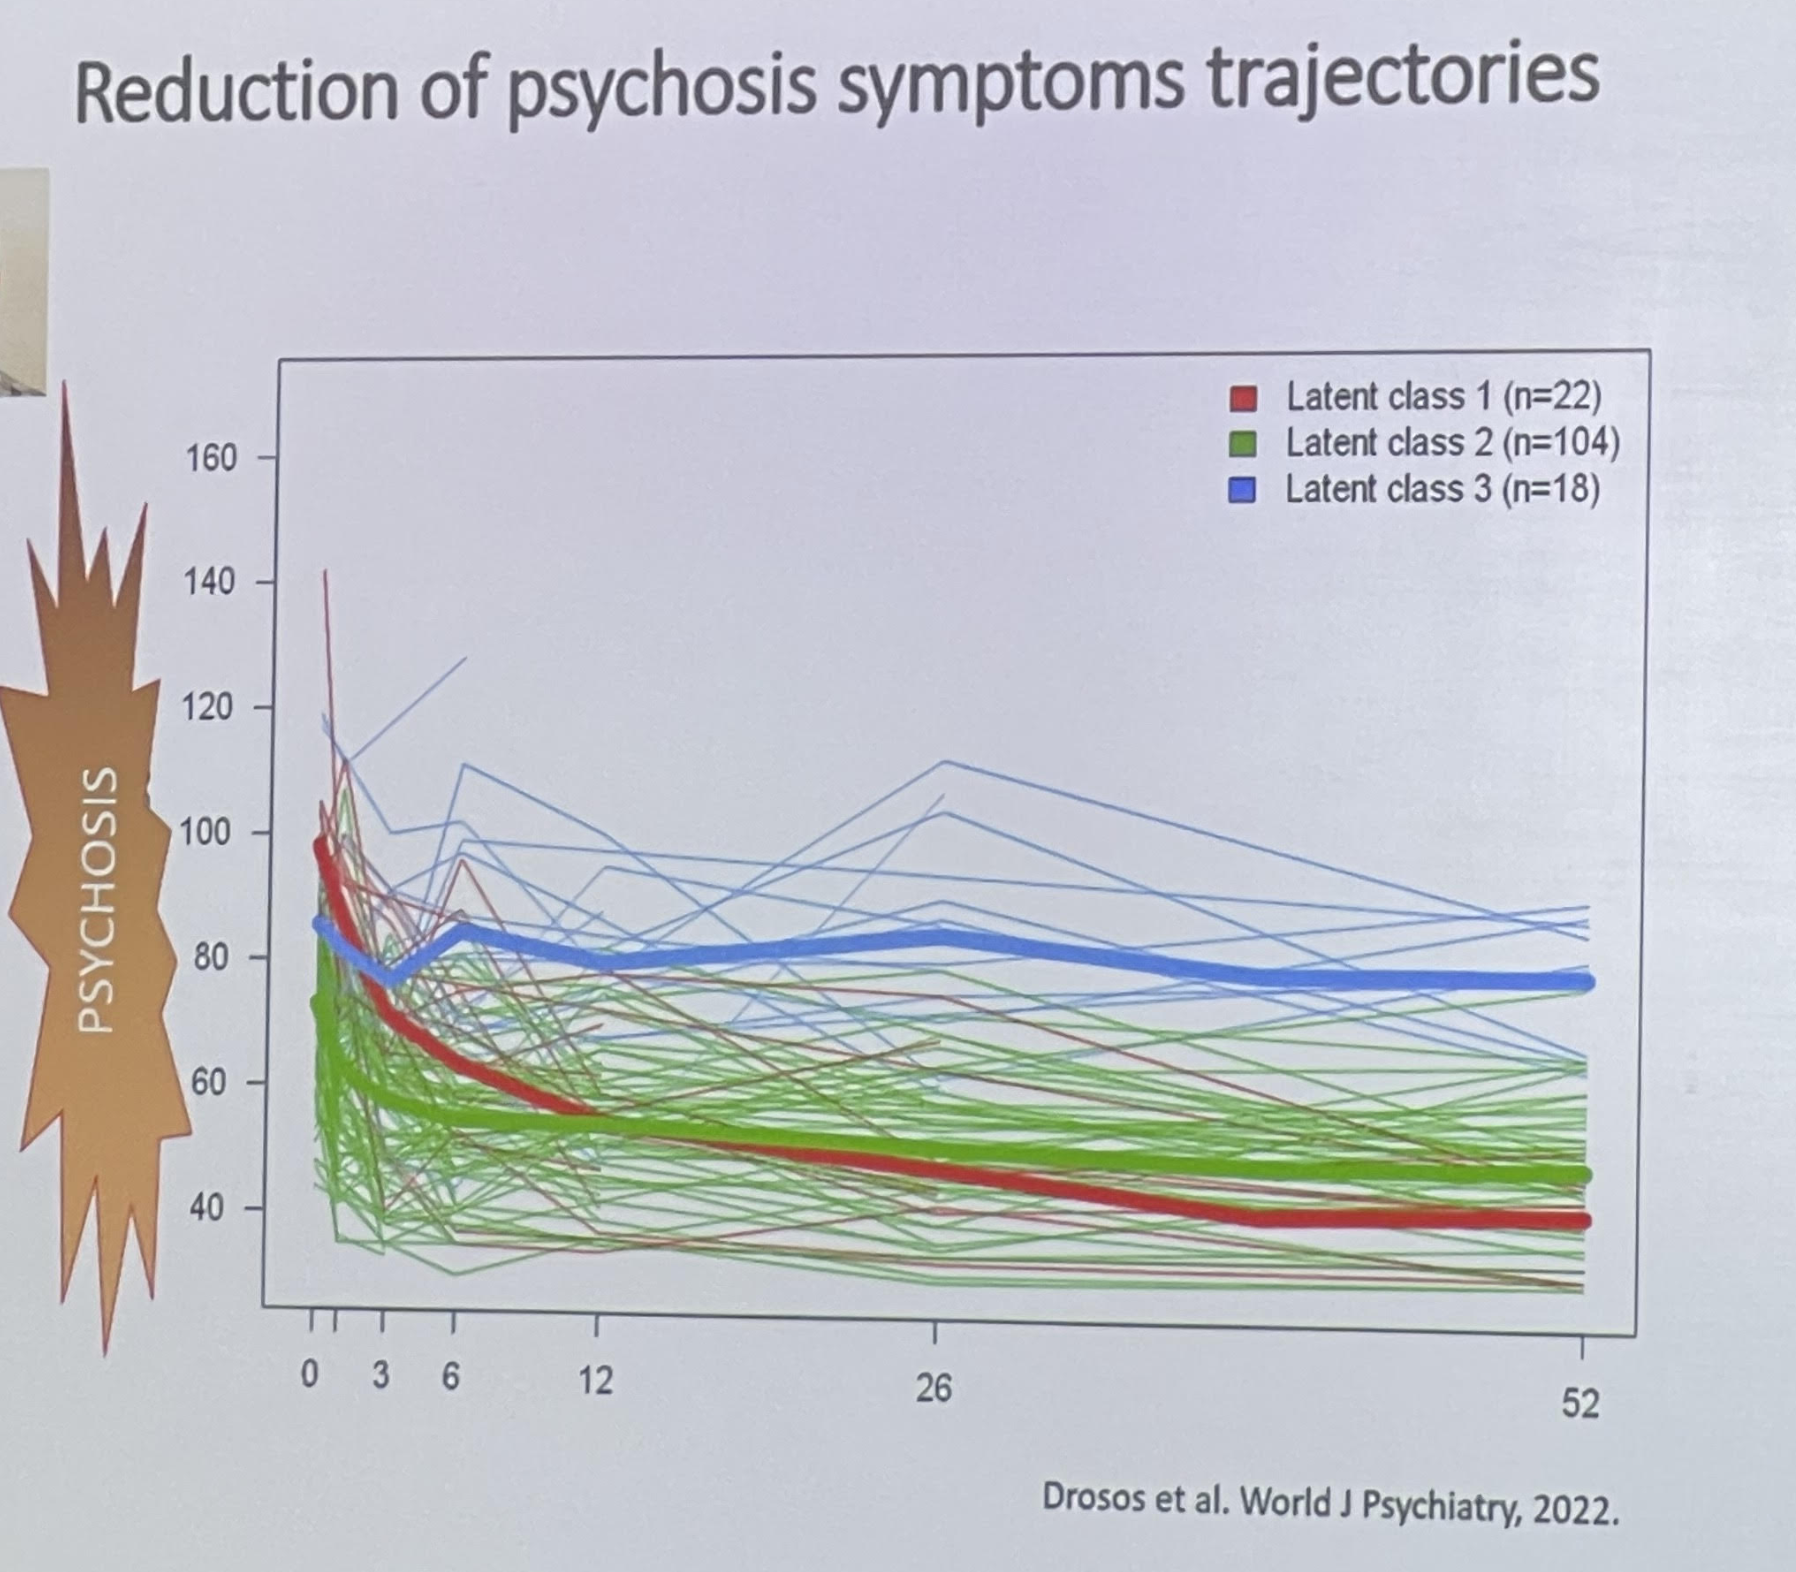 Reduction of psychosis symptoms trajectories
Latent class 1 (n=22)
Latent class 2 (n=104)
Latent class 3 (n=18)
160
140
120
100
80
60
40
PSYCHOSIS
0 3 6 12 26 52
Drosos et al. World J Psychiatry, 2022.